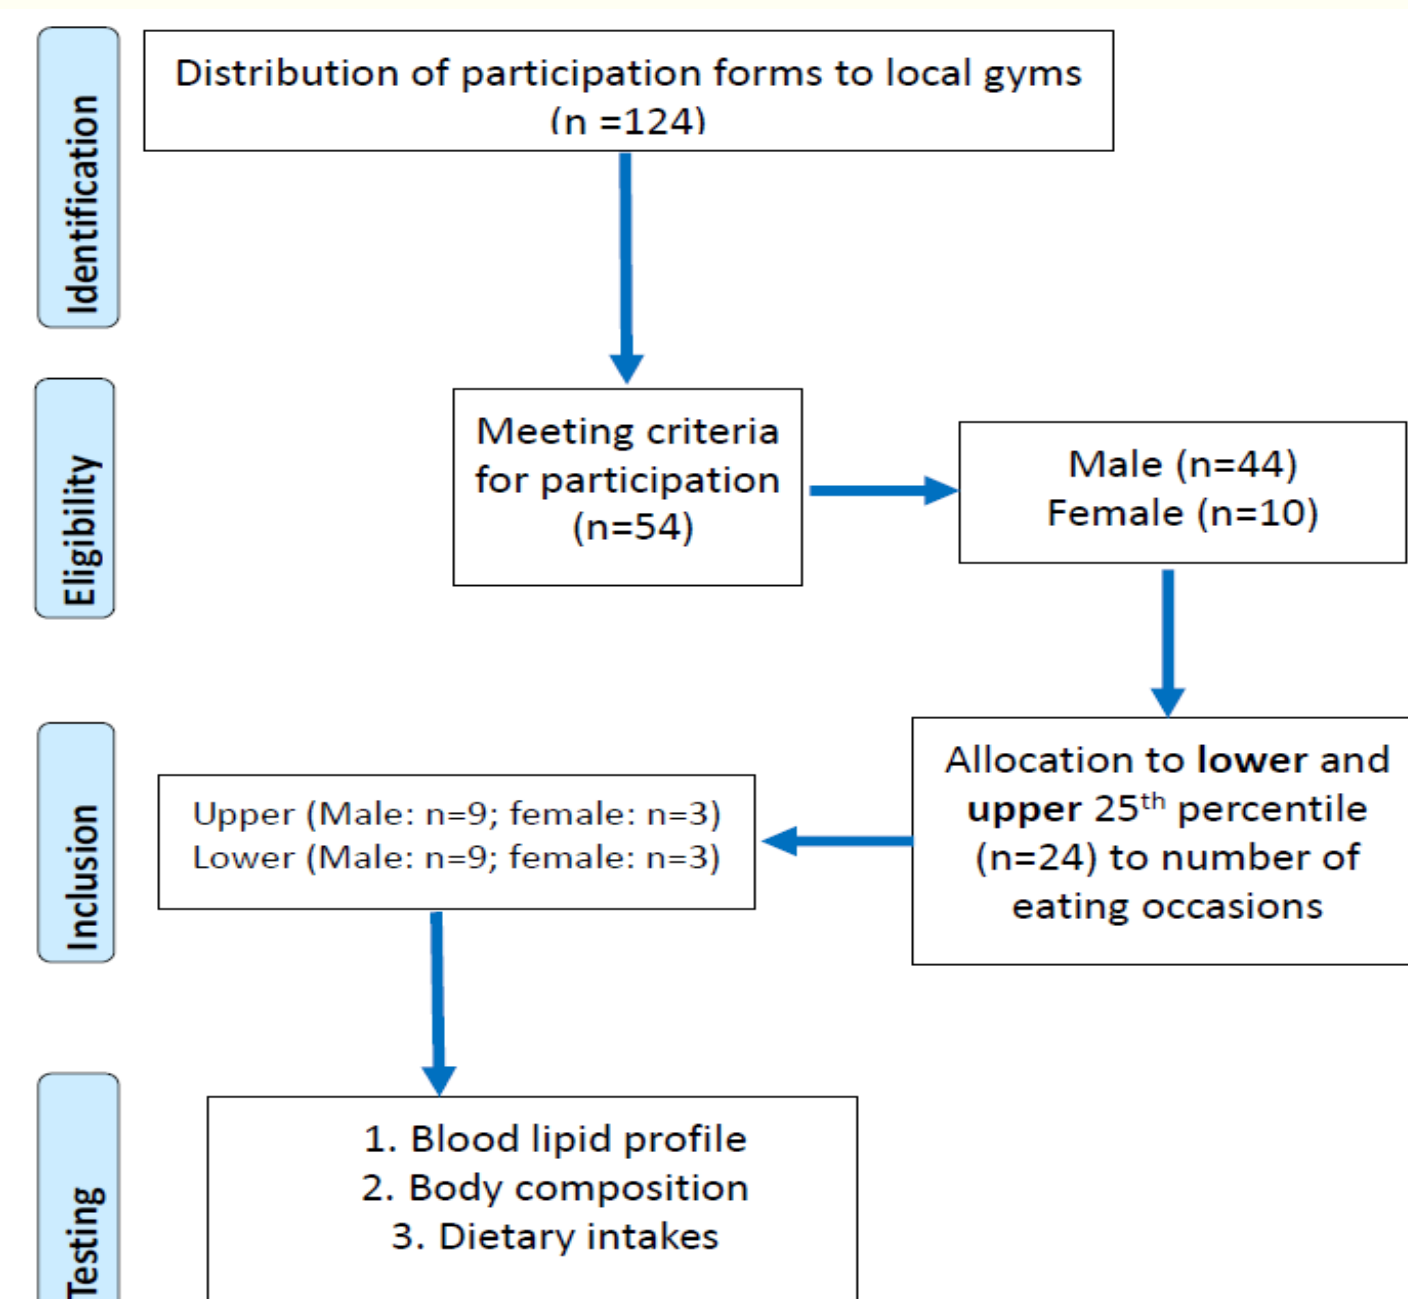 Identification
Distribution of participation forms to local gyms
(n =124)
Eligibility
Meeting criteria
for participation
(n=54)
Male (n=44)
Female (n=10)
Inclusion
Allocation to lower and
upper 25th percentile
(n=24) to number of
eating occasions
Upper (Male: n=9; female: n=3)
Lower (Male: n=9; female: n=3)
Testing
1. Blood lipid profile
2. Body composition
3. Dietary intakes